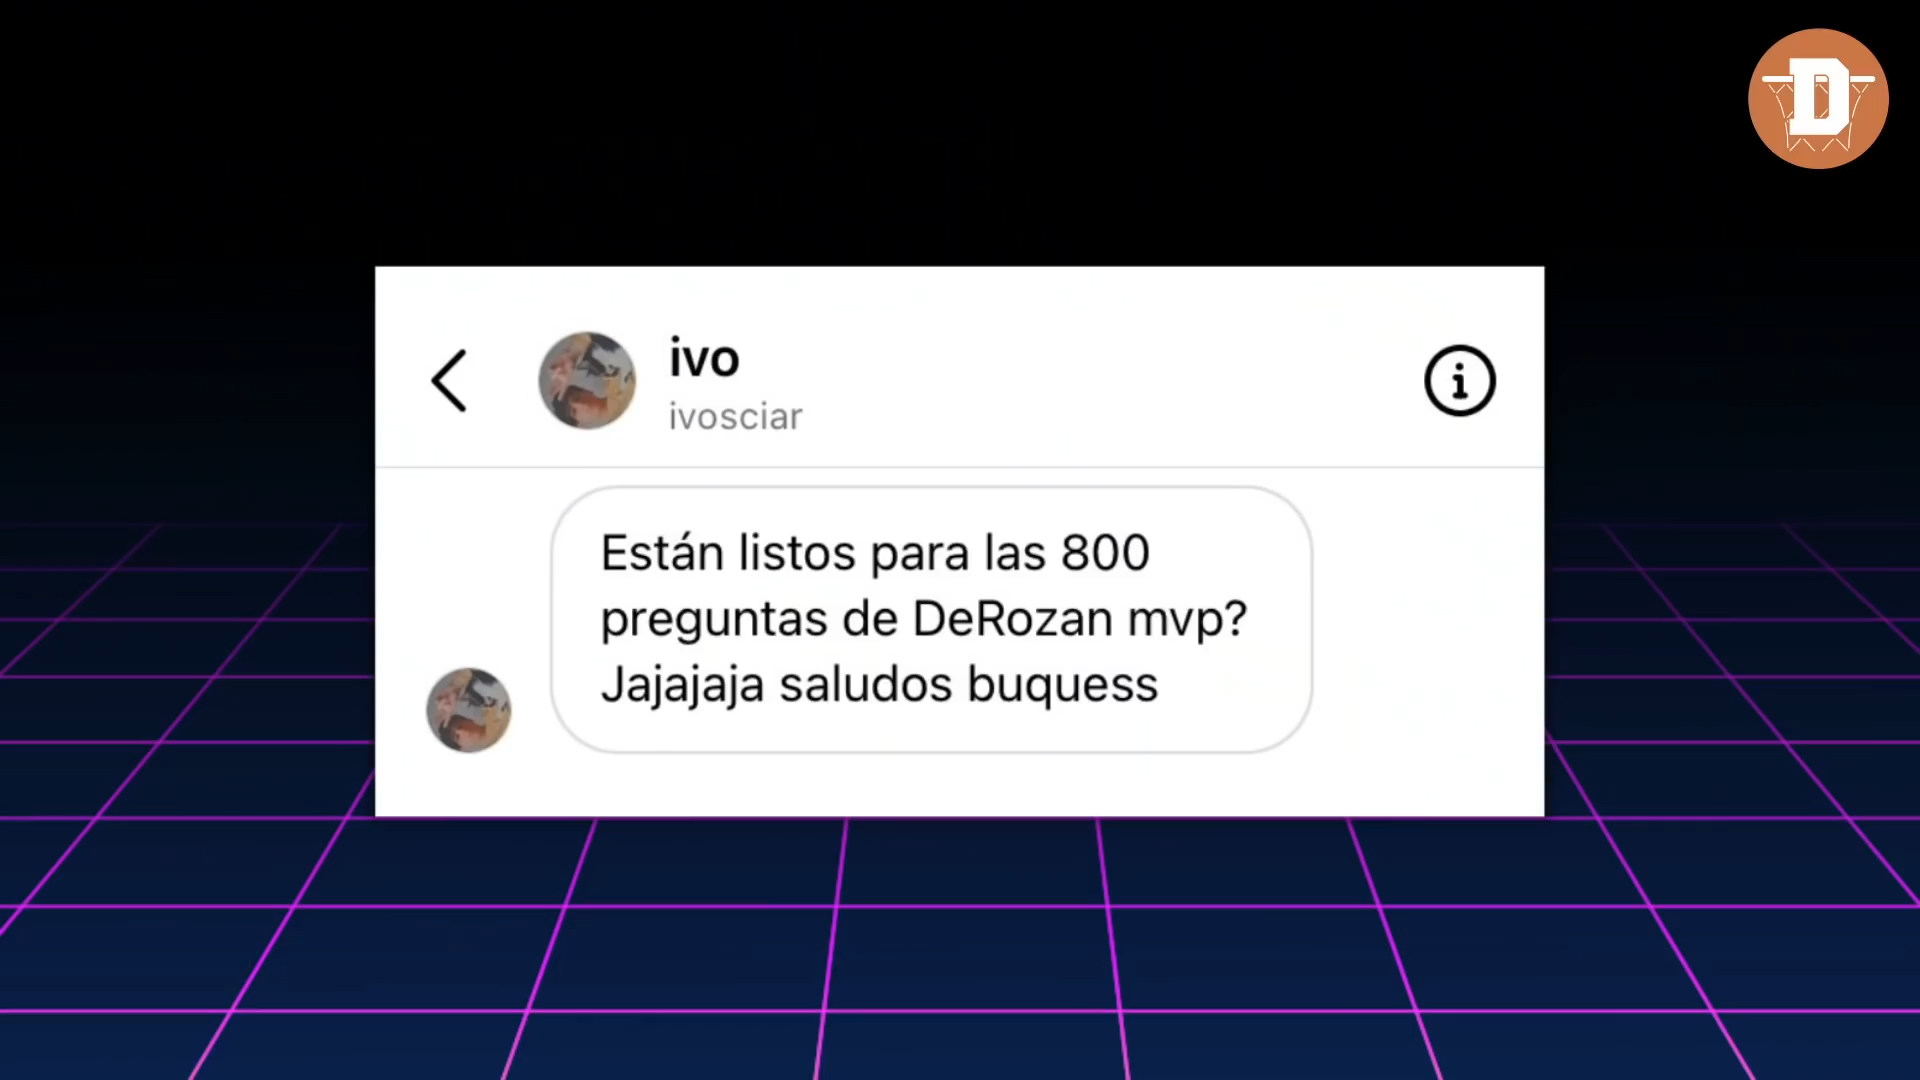 D
ivo
ivosciar
Están listos para las 800
preguntas de DeRozan mvp?
Jajajaja saludos buquess